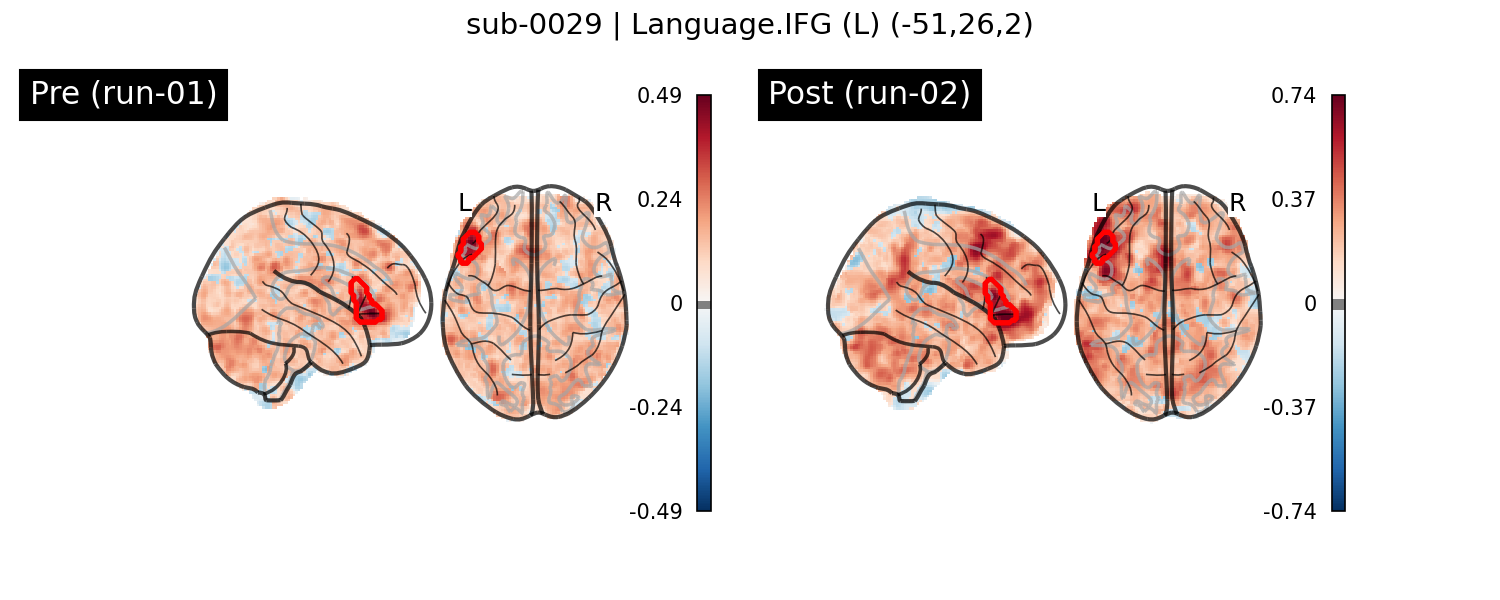 sub-0029 | Language.IFG (L) (-51,26,2)
Pre (run-01)
L
R
0.49
0.24
0
-0.24
-0.49
Post (run-02)
L
R
0.74
0.37
0
-0.37
-0.74